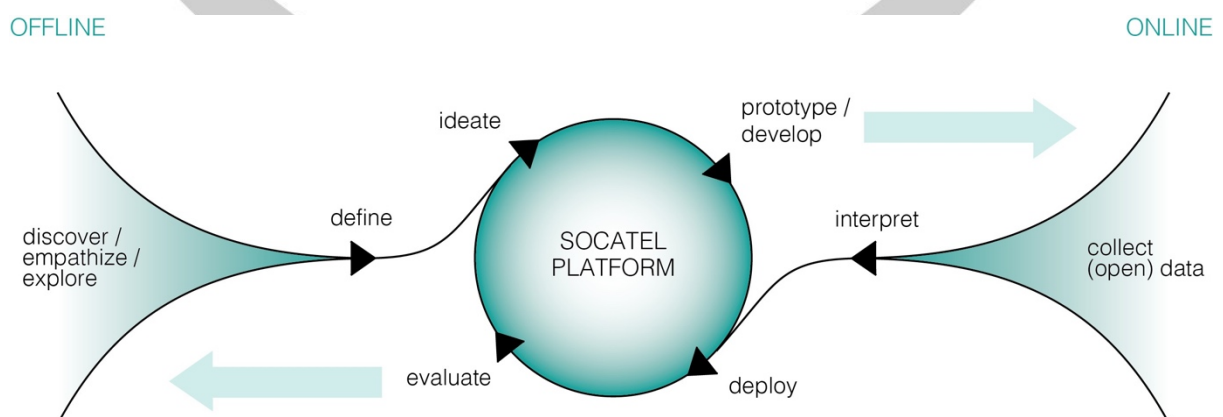 OFFLINE
ONLINE
ideate
prototype /
develop
define
interpret
discover /
empathize /
explore
SOCATEL
PLATFORM
collect
(open) data
evaluate
deploy